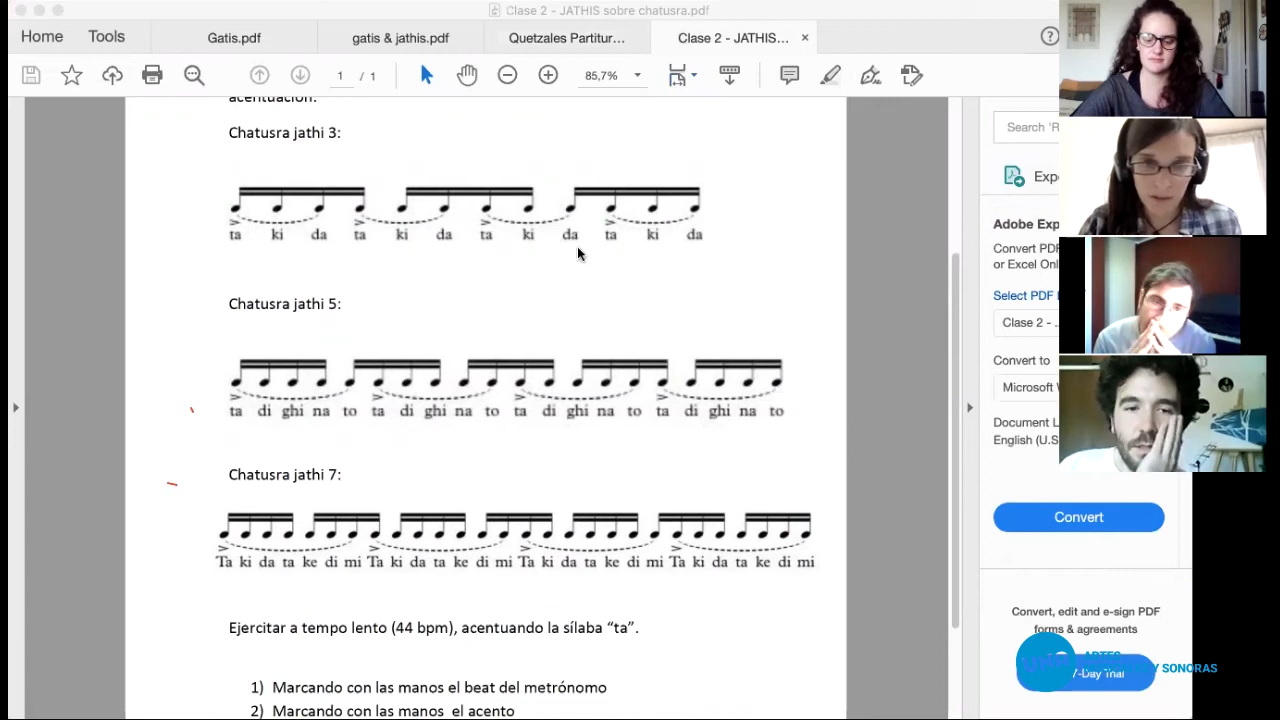 Clase 2 - JATHIS sobre chatusra.pdf
Home Tools Gatis.pdf gatis & jathis.pdf Quetzales Partitur... Clase 2 - JATHIS... ×
1 / 1 85,7%
acentuación:
Chatusra jathi 3:
ta ki da ta ki da ta ki da ta ki da
Chatusra jathi 5:
ta di ghi na to ta di ghi na to ta di ghi na to ta di ghi na to
Chatusra jathi 7:
Ta ki da ta ke di mi Ta ki da ta ke di mi Ta ki da ta ke di mi Ta ki da ta ke di mi
Ejercitar a tempo lento (44 bpm), acentuando la sílaba “ta”.
1) Marcando con las manos el beat del metrónomo
2) Marcando con las manos el acento
Search 'R
Expo
Adobe Exp
Convert PDF
or Excel Onl
Select PDF
Clase 2 - ..
Convert to
Microsoft W
Document L
English (U.S
Convert
Convert, edit and e-sign PDF
forms & agreements
7-Day Trial
Y SONORAS